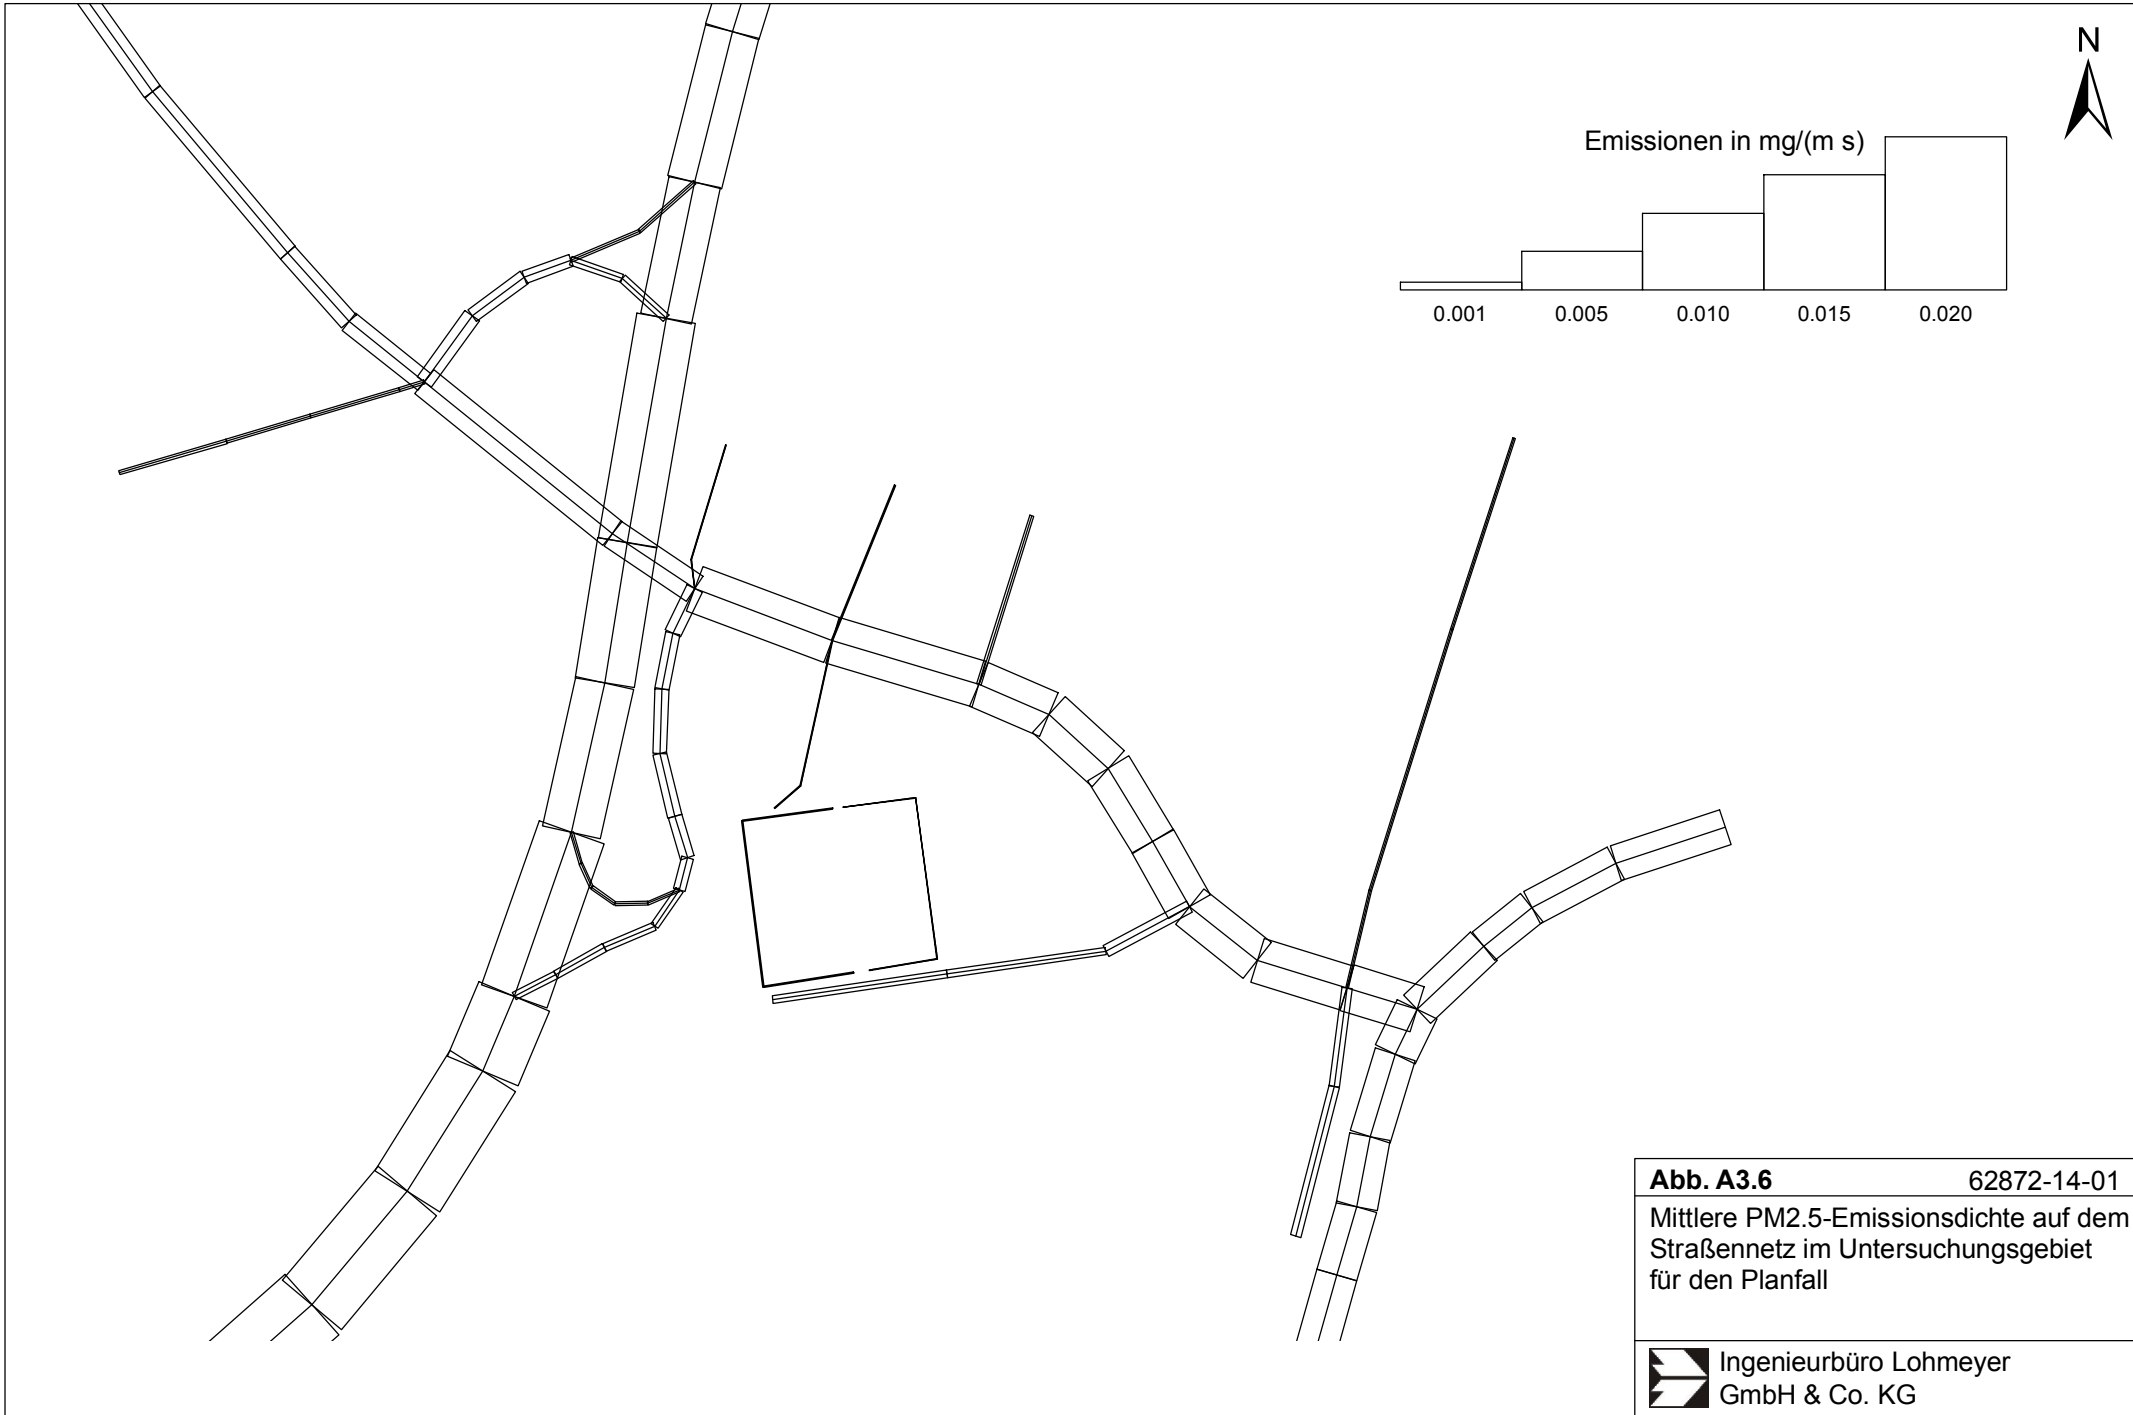 N
Emissionen in mg/(m s)
0.001 0.005 0.010 0.015 0.020
Abb. A3.6 62872-14-01
Mittlere PM2.5-Emissionsdichte auf dem
Straßennetz im Untersuchungsgebiet
für den Planfall
Ingenieurbüro Lohmeyer
GmbH & Co. KG